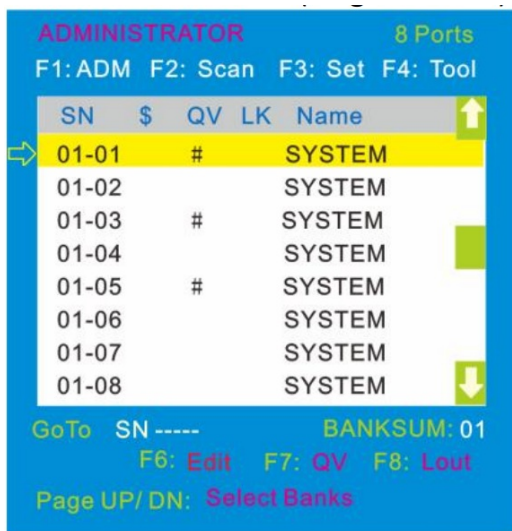 ADMINISTRATOR 8 Ports
F1: ADM F2: Scan F3: Set F4: Tool
SN $ QV LK Name
01-01 # SYSTEM
01-02 SYSTEM
01-03 # SYSTEM
01-04 SYSTEM
01-05 # SYSTEM
01-06 SYSTEM
01-07 SYSTEM
01-08 SYSTEM
GoTo SN ----- BANKSUM: 01
F6: Edit F7: QV F8: Lout
Page UP/ DN: Select Banks